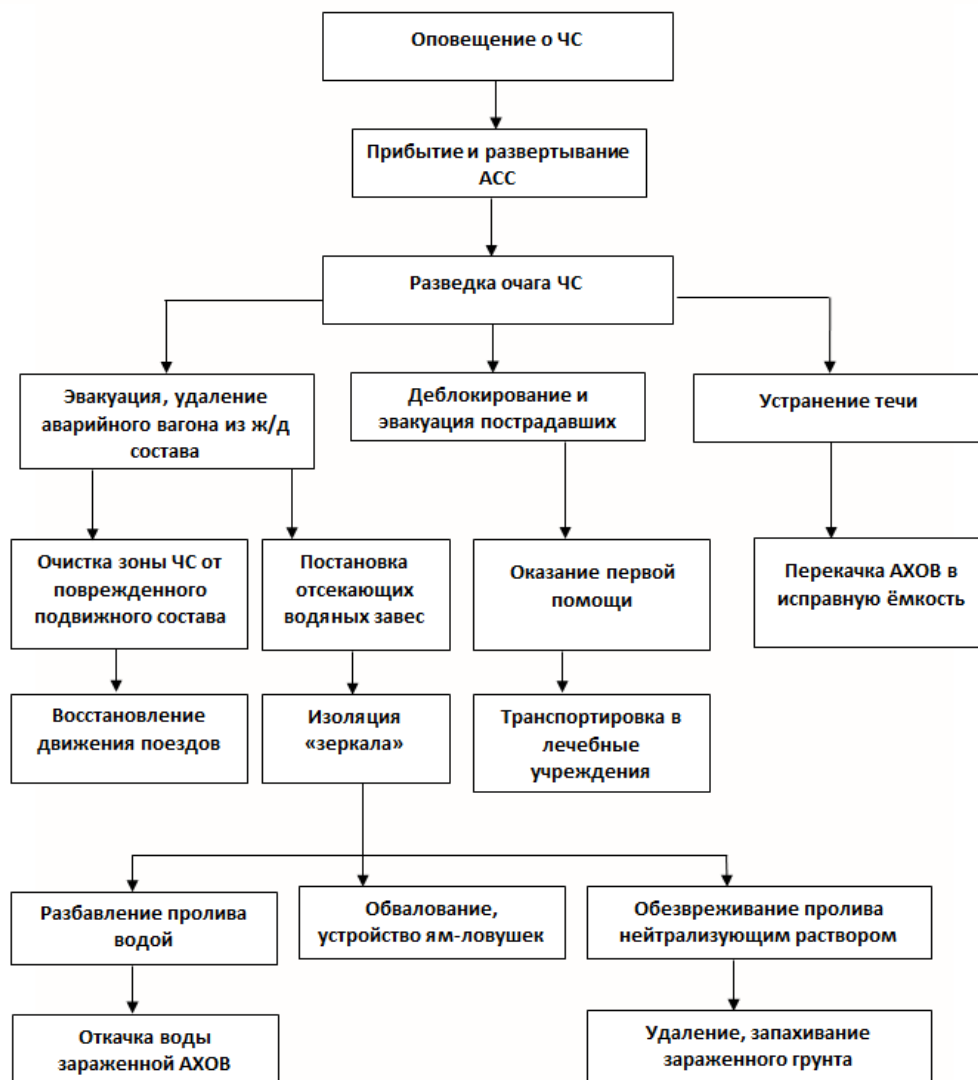 Оповещение о ЧС
Прибытие и развертывание
АСС
Разведка очага ЧС
Эвакуация, удаление
аварийного вагона из ж/д
состава
Деблокирование и
эвакуация пострадавших
Устранение течи
Очистка зоны ЧС от
поврежденного
подвижного состава
Постановка
отсекающих
водяных завес
Оказание первой
помощи
Перекачка АХОВ в
исправную ёмкость
Восстановление
движения поездов
Изоляция
«зеркала»
Транспортировка в
лечебные
учреждения
Разбавление пролива
водой
Обвалование,
устройство ям-ловушек
Обезвреживание пролива
нейтрализующим раствором
Откачка воды
зараженной АХОВ
Удаление, запахивание
зараженного грунта